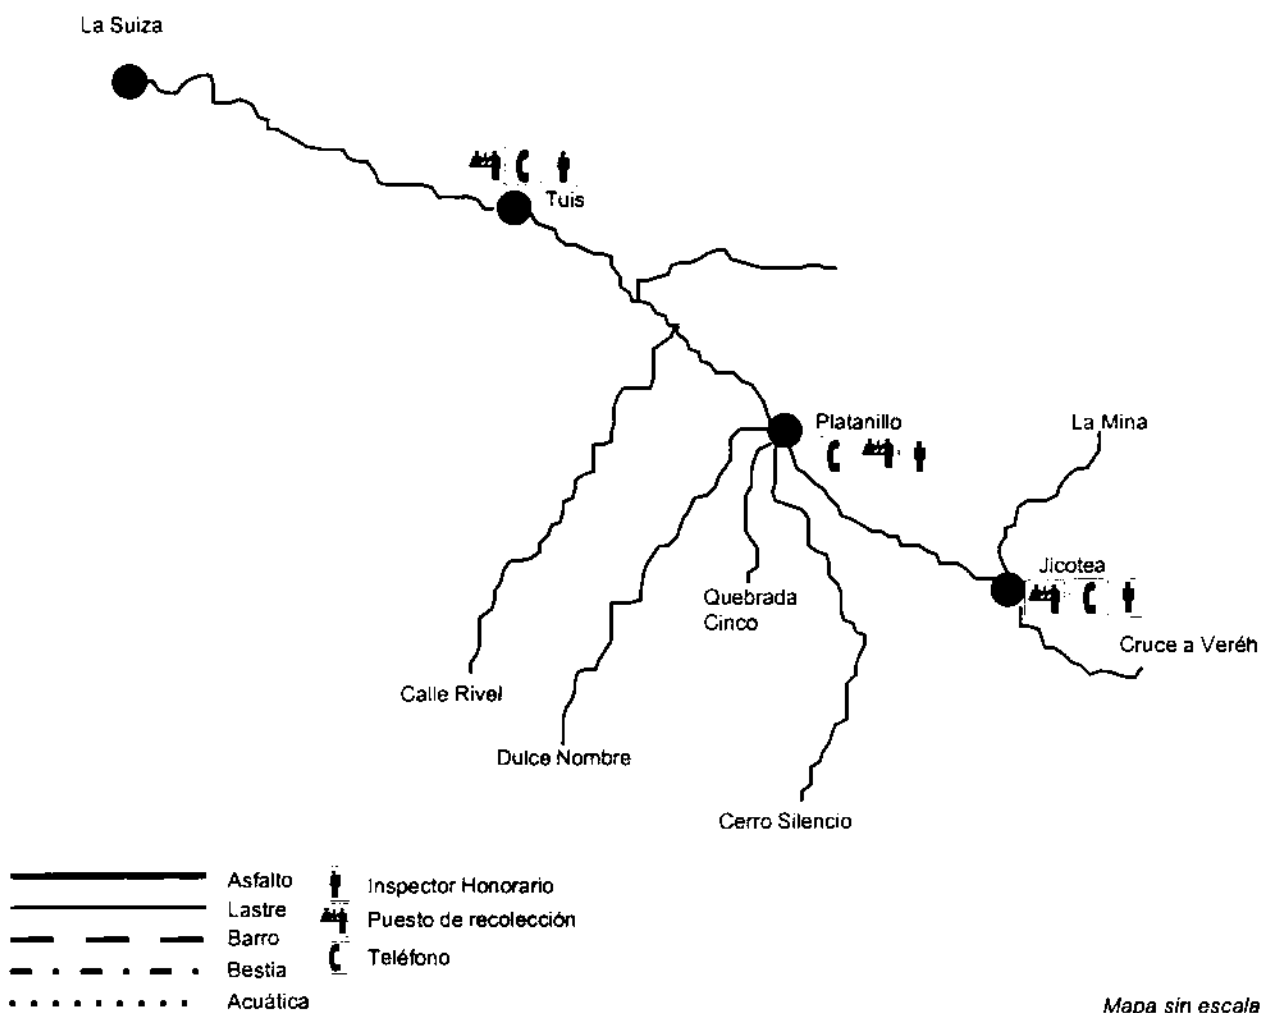 La Suiza
Tuis
Platanillo
La Mina
Jicotea
Quebrada
Cinco
Cruce a Veréh
Calle Rivel
Dulce Nombre
Cerro Silencio
Asfalto
Lastre
Barro
Bestia
Acuática
Inspector Honorario
Puesto de recolección
Teléfono
Mapa sin escala